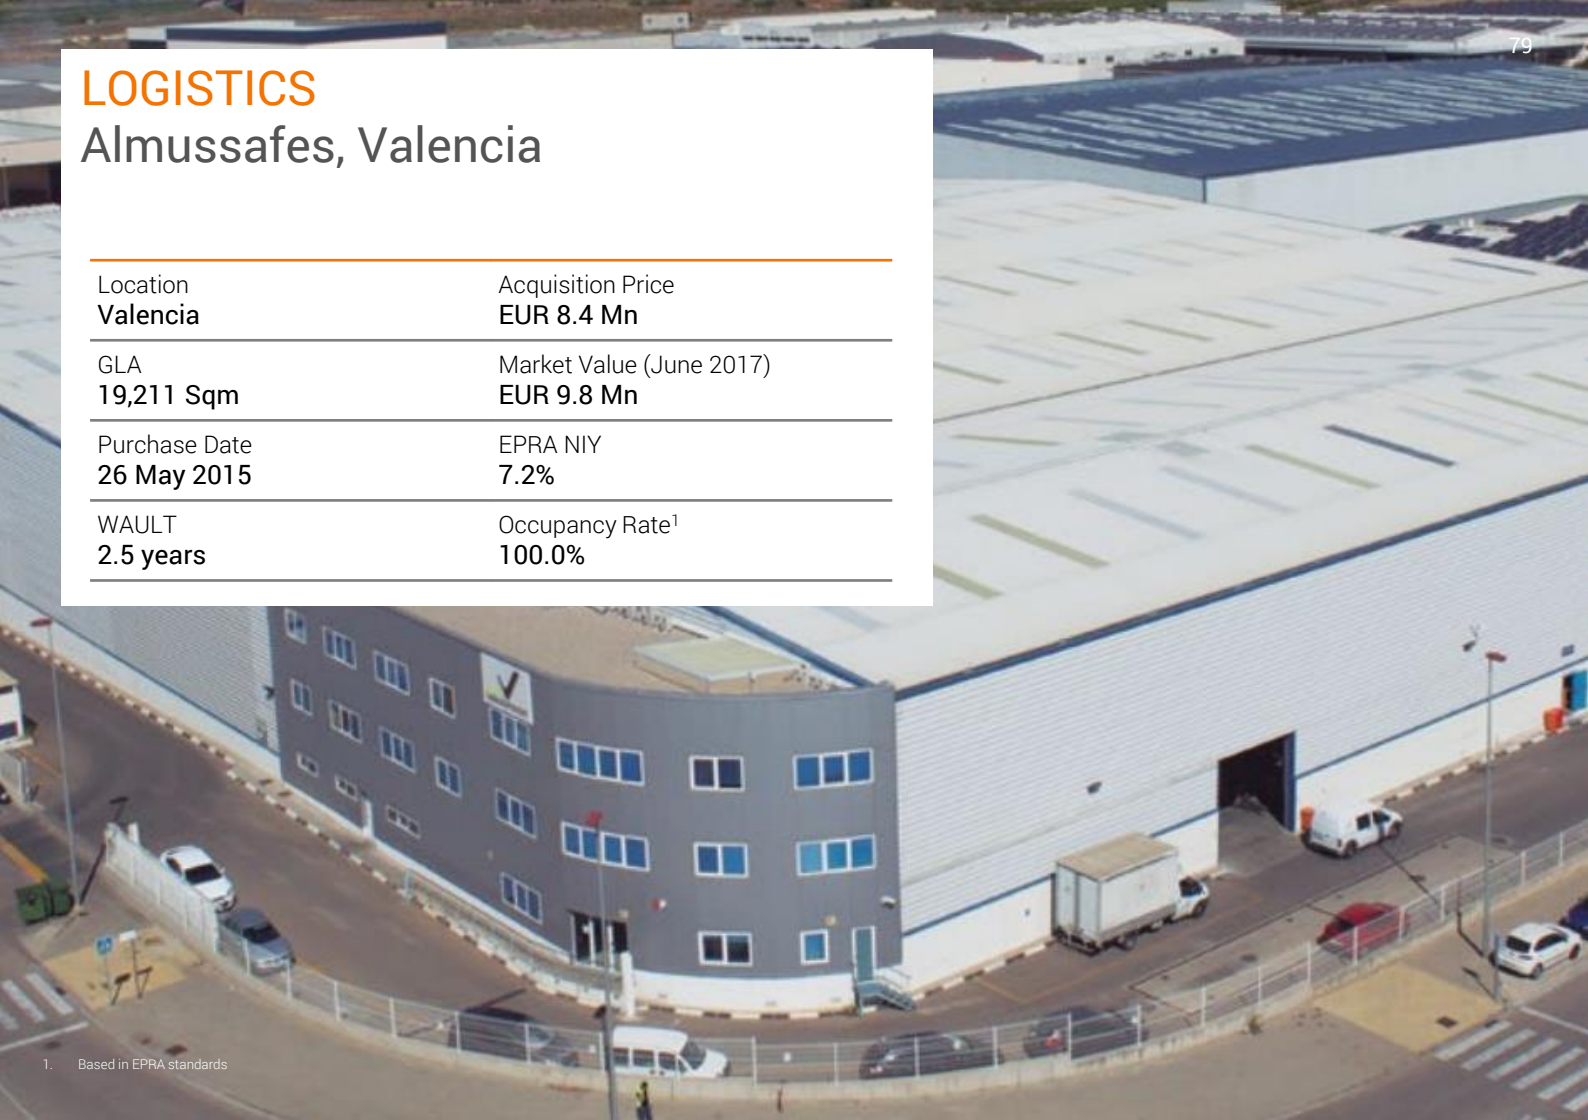 79
LOGISTICS
Almussafes, Valencia
Location
Valencia
Acquisition Price
EUR 8.4 Mn
GLA
19,211 Sqm
Market Value (June 2017)
EUR 9.8 Mn
Purchase Date
26 May 2015
EPRA NIY
7.2%
WAULT
2.5 years
Occupancy Rate1
100.0%
1. Based in EPRA standards